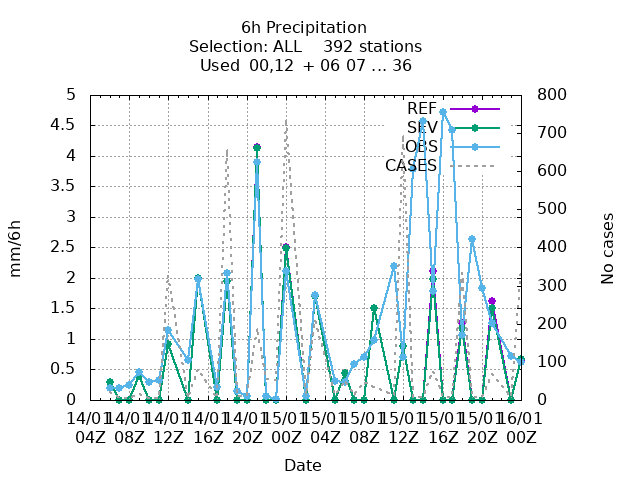 6h Precipitation
Selection: ALL    392 stations
Used  00,12  + 06 07 ... 36
5
4.5
4
3.5
3
2.5
2
1.5
1
0.5
0
mm/6h
800
700
600
500
400
300
200
100
0
No cases
REF
OBS
CASES
14/01 14/01 14/01 14/01 14/01 15/01 15/01 15/01 15/01 15/01 15/01 16/01
04Z 08Z 12Z 16Z 20Z 00Z 04Z 08Z 12Z 16Z 20Z 00Z
Date